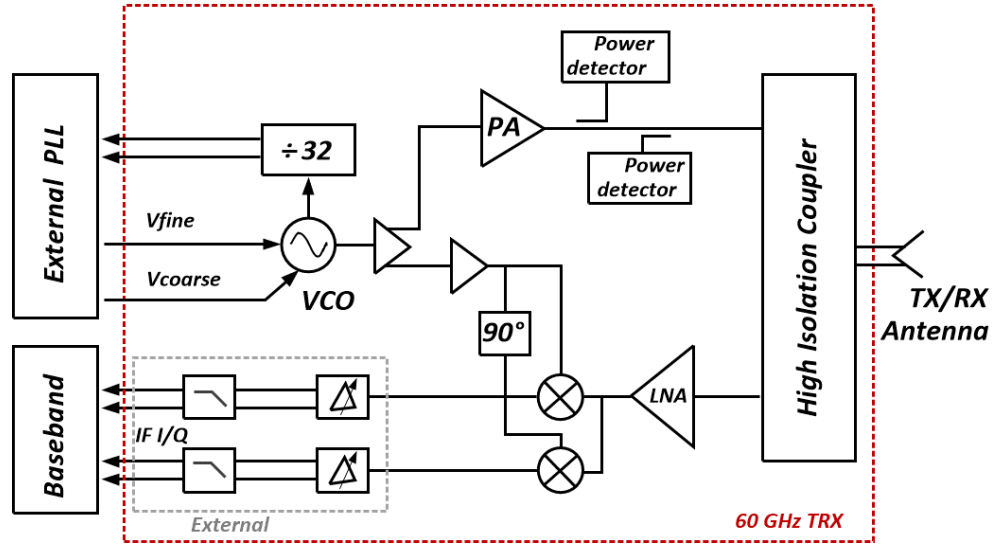 Power
detector
PA
÷ 32
External PLL
Power
detector
High Isolation Coupler
Vfine
Vcoarse
VCO
TX/RX
Antenna
90°
Baseband
LNA
IF I/Q
External
60 GHz TRX